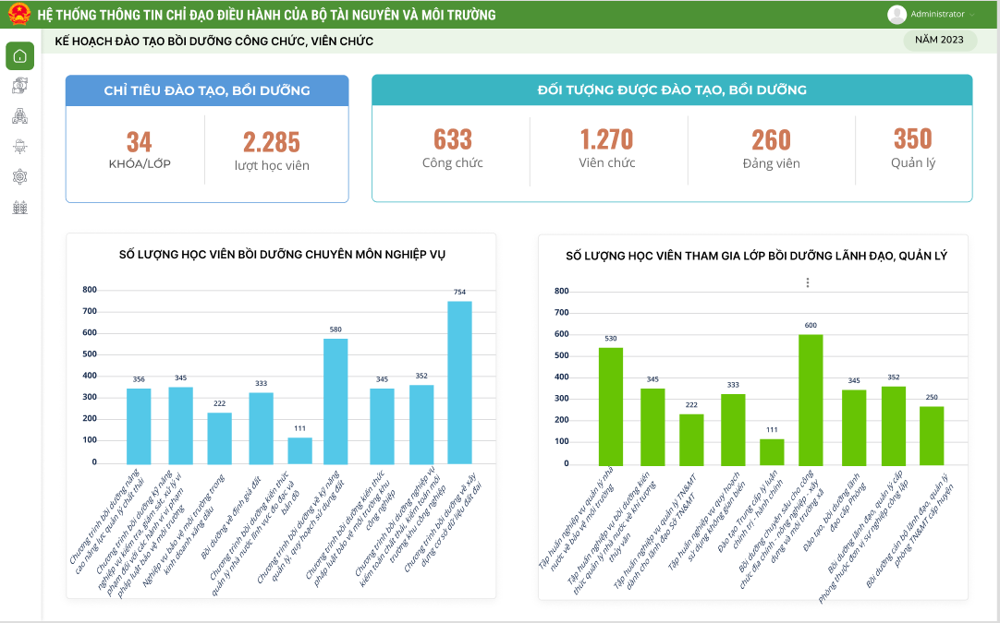 HỆ THỐNG THÔNG TIN CHỈ ĐẠO ĐIỀU HÀNH CỦA BỘ TÀI NGUYÊN VÀ MÔI TRƯỜNG
Administrator
KẾ HOẠCH ĐÀO TẠO BỒI DƯỠNG CÔNG CHỨC, VIÊN CHỨC
NĂM 2023
CHỈ TIÊU ĐÀO TẠO, BỒI DƯỠNG
34
KHÓA/LỚP
2.285
lượt học viên
ĐỐI TƯỢNG ĐƯỢC ĐÀO TẠO, BỒI DƯỠNG
633
Công chức
1.270
Viên chức
260
Đảng viên
350
Quản lý
SỐ LƯỢNG HỌC VIÊN BỒI DƯỠNG CHUYÊN MÔN NGHIỆP VỤ
800
700
600
500
400
300
200
100
0
356
345
222
333
111
580
345
352
754
Chương trình bồi dưỡng nâng
cao năng lực quản lý chất thải
Chương trình bồi dưỡng kỹ năng
nghiệp vụ kiểm tra, giám sát, xử lý vi
phạm đối với các hành vi vi phạm
pháp luật bảo vệ môi trường
Nghiệp vụ bảo vệ môi trường trong
kinh doanh xăng dầu
Bồi dưỡng về định giá đất
Chương trình bồi dưỡng kiến thức
quản lý nhà nước lĩnh vực đo đạc và
bản đồ
Chương trình bồi dưỡng về kỹ năng
quản lý, quy hoạch sử dụng đất
Chương trình bồi dưỡng kiến thức
pháp luật bảo vệ môi trường khu
công nghiệp
Chương trình bồi dưỡng nghiệp vụ
kiểm toán chất thải, kiểm toán môi
trường khu công nghiệp
Chương trình bồi dưỡng về xây
dựng cơ sở dữ liệu đất đai
SỐ LƯỢNG HỌC VIÊN THAM GIA LỚP BỒI DƯỠNG LÃNH ĐẠO, QUẢN LÝ
800
700
600
500
400
300
200
100
0
530
345
222
333
111
600
345
352
250
Tập huấn nghiệp vụ quản lý nhà
nước về bảo vệ môi trường
Tập huấn nghiệp vụ bồi dưỡng kiến
thức quản lý nhà nước về khí tượng
thủy văn
Tập huấn nghiệp vụ quản lý TN&MT
dành cho lãnh đạo Sở TN&MT
Tập huấn nghiệp vụ quy hoạch
sử dụng không gian biển
Đào tạo Trung cấp lý luận
chính trị - hành chính
Bồi dưỡng chuyên sâu cho công
chức địa chính - nông nghiệp - xây
dựng và môi trường xã
Đào tạo, bồi dưỡng lãnh
đạo cấp phòng
Bồi dưỡng lãnh đạo, quản lý cấp
Phòng thuộc đơn vị sự nghiệp công lập
Bồi dưỡng cán bộ lãnh đạo, quản lý
phòng TN&MT cấp huyện